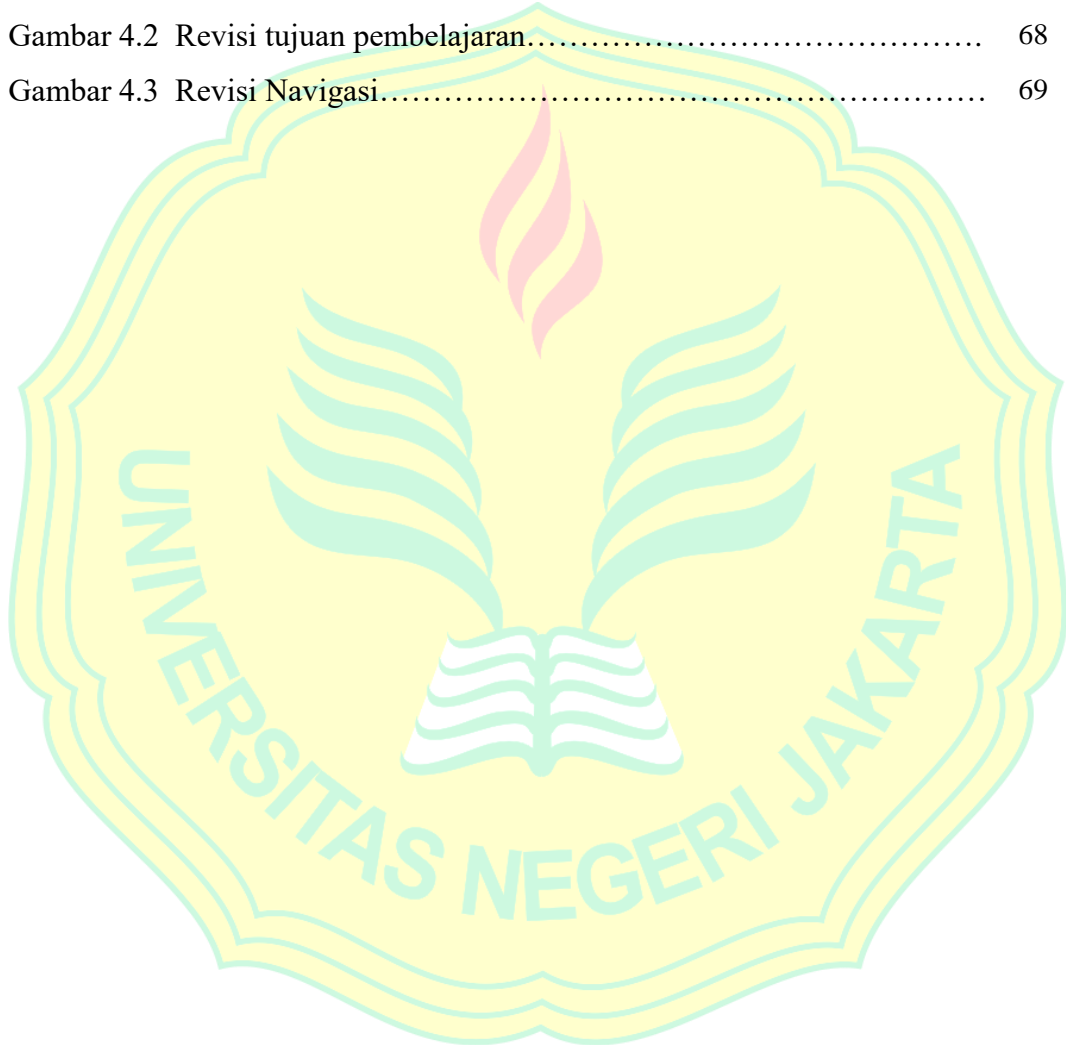 Gambar 4.2 Revisi tujuan pembelajaran…………………………………… 68
Gambar 4.3 Revisi Navigasi……………………………………………… 69
UNIVERSITAS NEGERI JAKARTA